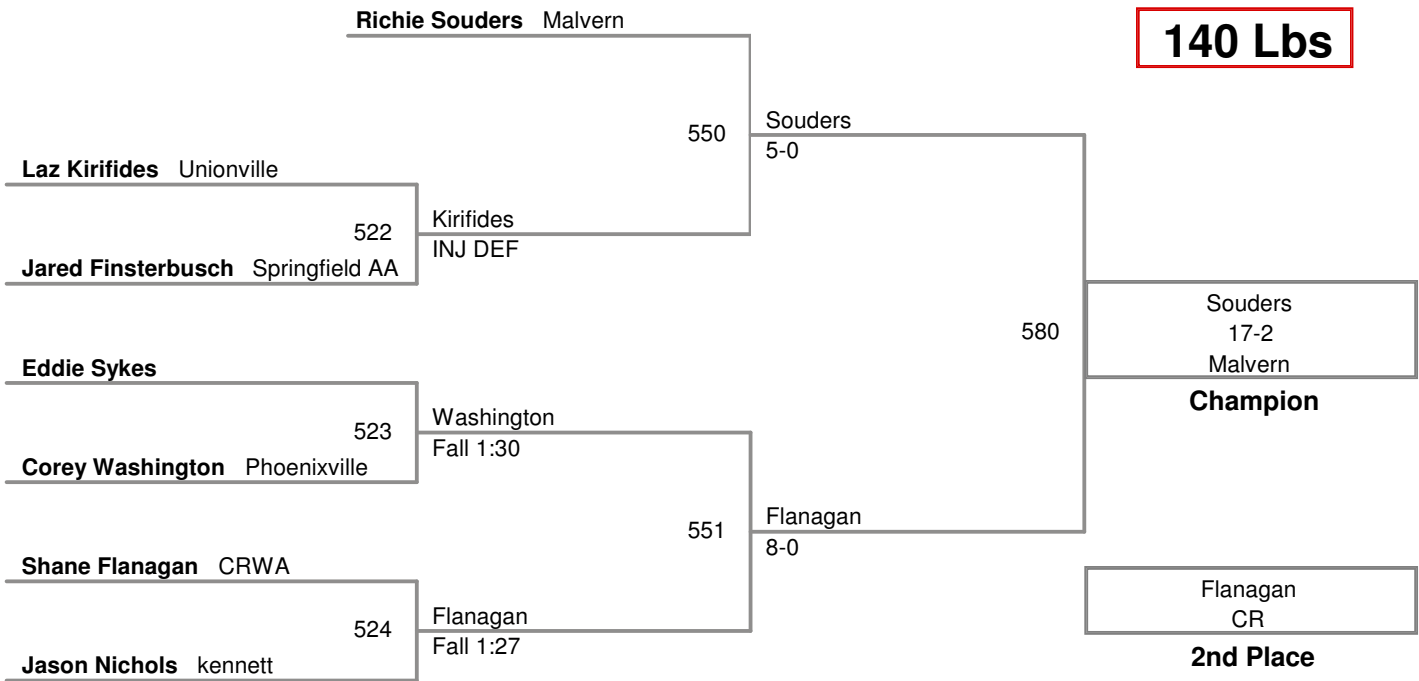 Richie Souders Malvern
140 Lbs
550
Souders
5-0
Laz Kirifides Unionville
522
Kirifides
INJ DEF
Jared Finsterbusch Springfield AA
580
Souders
17-2
Malvern
Champion
Eddie Sykes
523
Washington
Fall 1:30
Corey Washington Phoenixville
551
Flanagan
8-0
Shane Flanagan CRWA
524
Flanagan
Fall 1:27
Jason Nichols kennett
Flanagan
CR
2nd Place